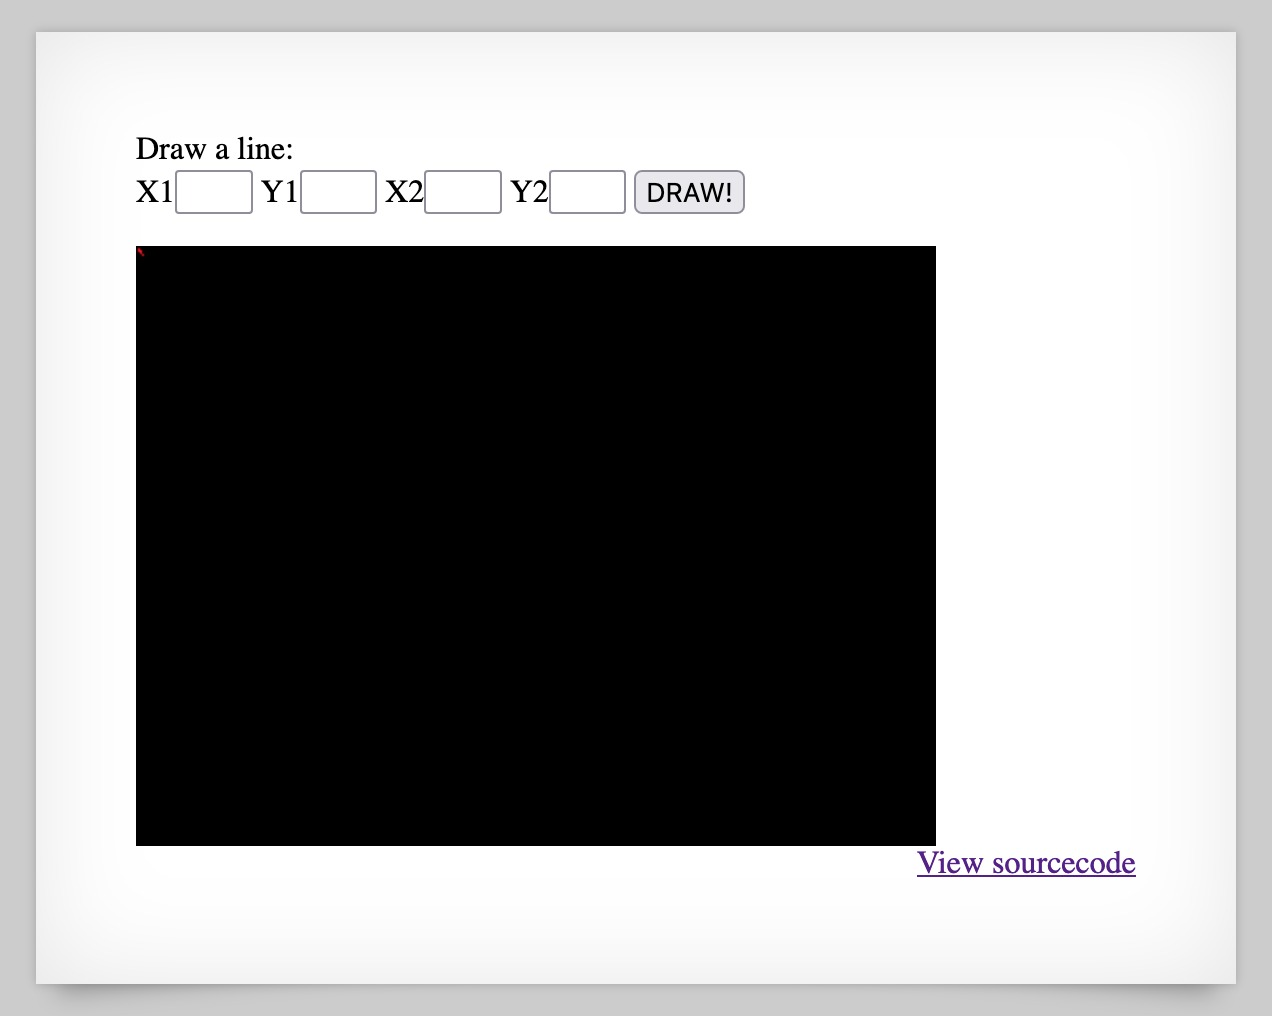 Draw a line:
X1 Y1 X2 Y2 DRAW!
View sourcecode